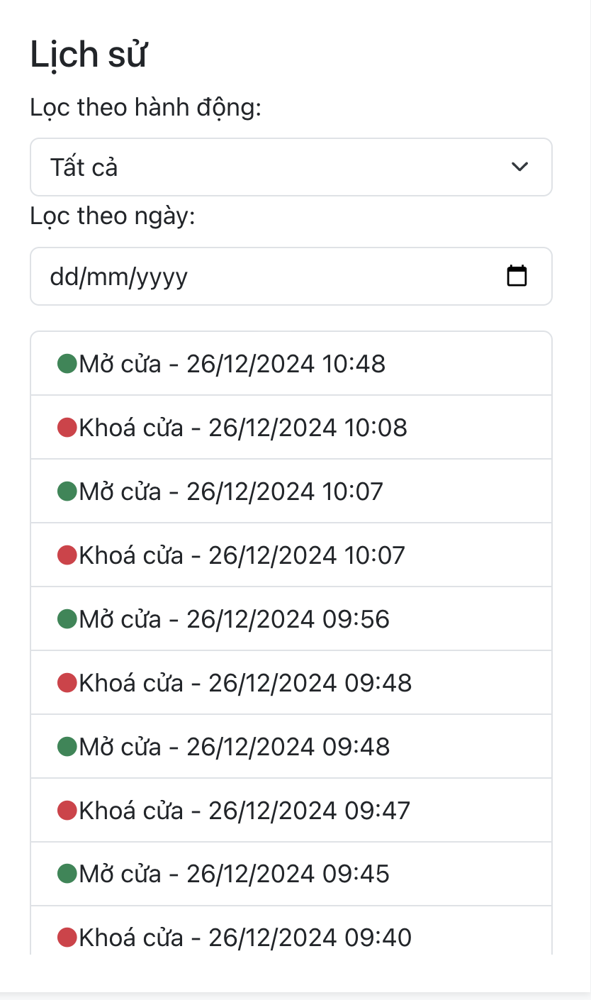 Lịch sử
Lọc theo hành động:
Tất cả
Lọc theo ngày:
dd/mm/yyyy
Mở cửa - 26/12/2024 10:48
Khoá cửa - 26/12/2024 10:08
Mở cửa - 26/12/2024 10:07
Khoá cửa - 26/12/2024 10:07
Mở cửa - 26/12/2024 09:56
Khoá cửa - 26/12/2024 09:48
Mở cửa - 26/12/2024 09:48
Khoá cửa - 26/12/2024 09:47
Mở cửa - 26/12/2024 09:45
Khoá cửa - 26/12/2024 09:40